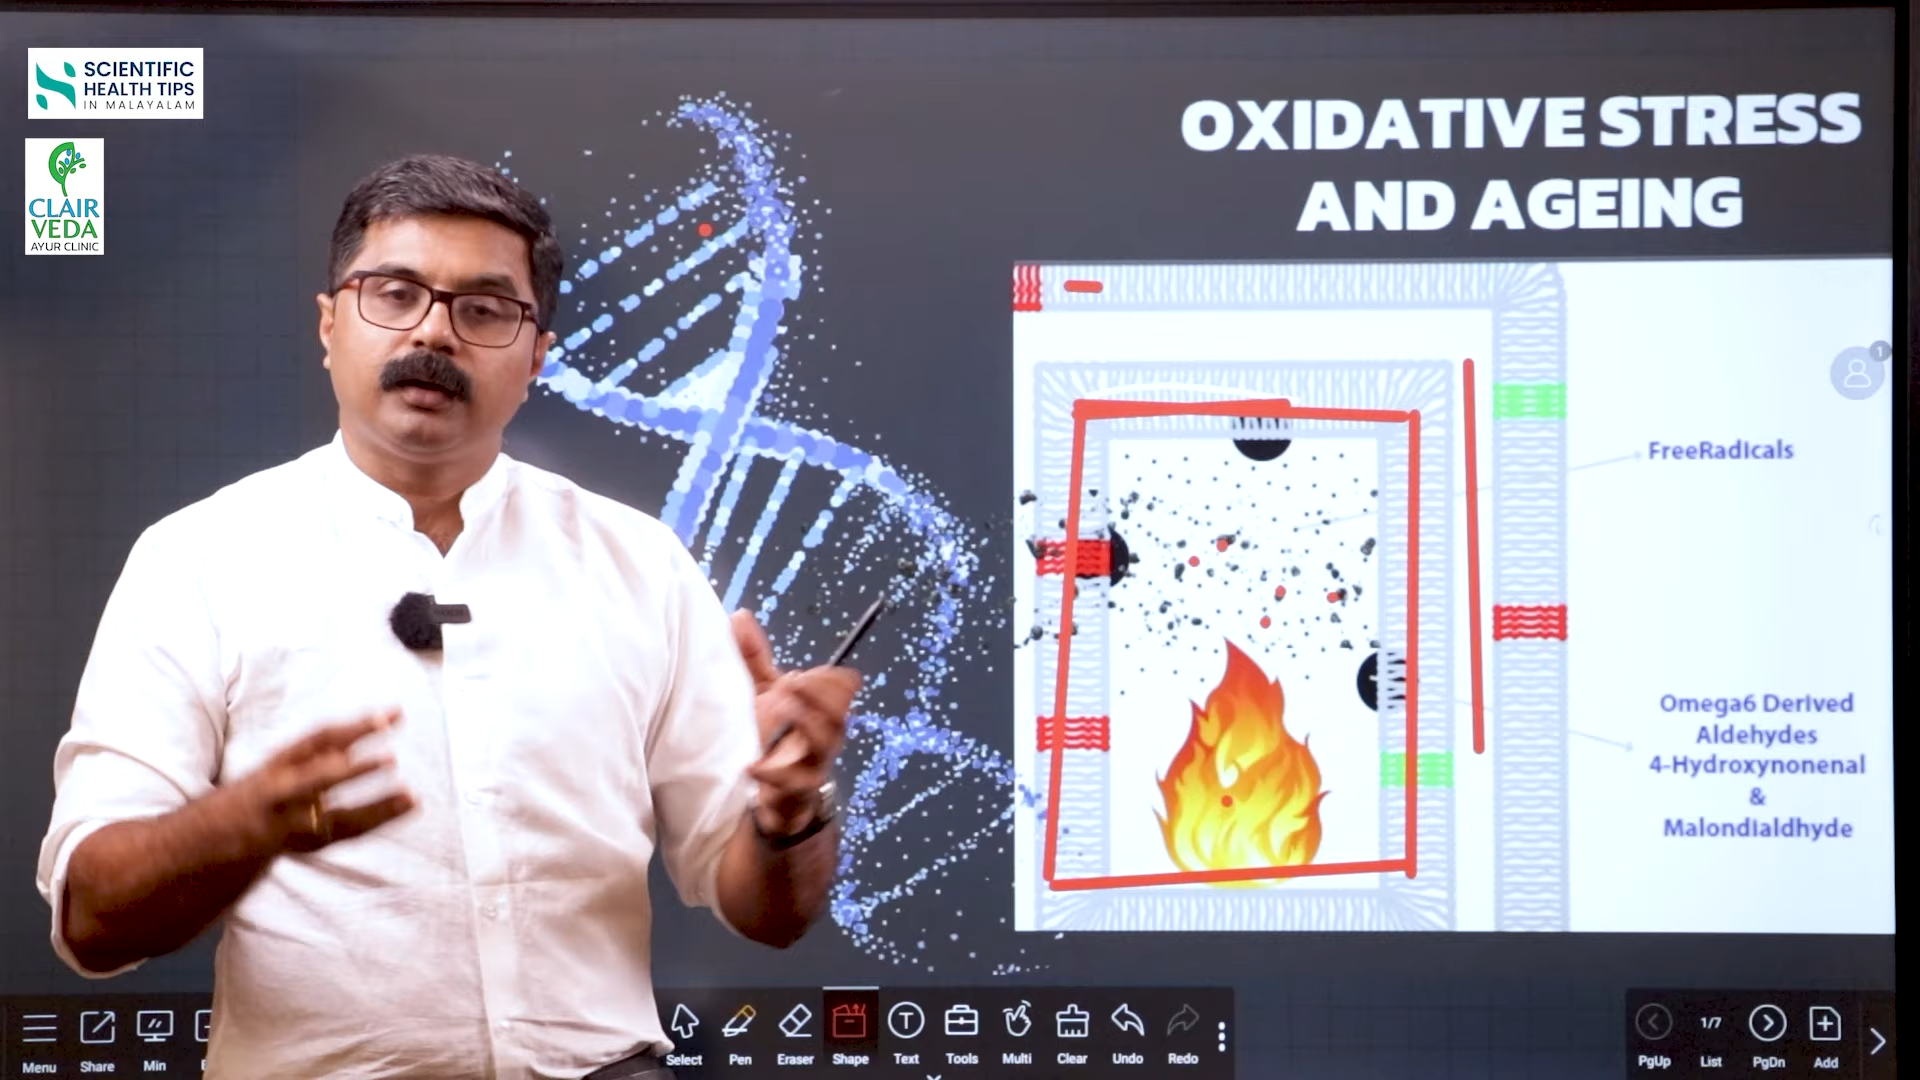 SCIENTIFIC
HEALTH TIPS
IN MALAYALAM
CLAIR
VEDA
AYUR CLINIC
OXIDATIVE STRESS
AND AGEING
1
FreeRadicals
Omega6 Derived
Aldehydes
4-Hydroxynonenal
&
Malondialdhyde
Menu
Share
Min
Select
Pen
Eraser
Shape
Text
Tools
Multi
Clear
Undo
Redo
PgUp
1/7
List
PgDn
Add